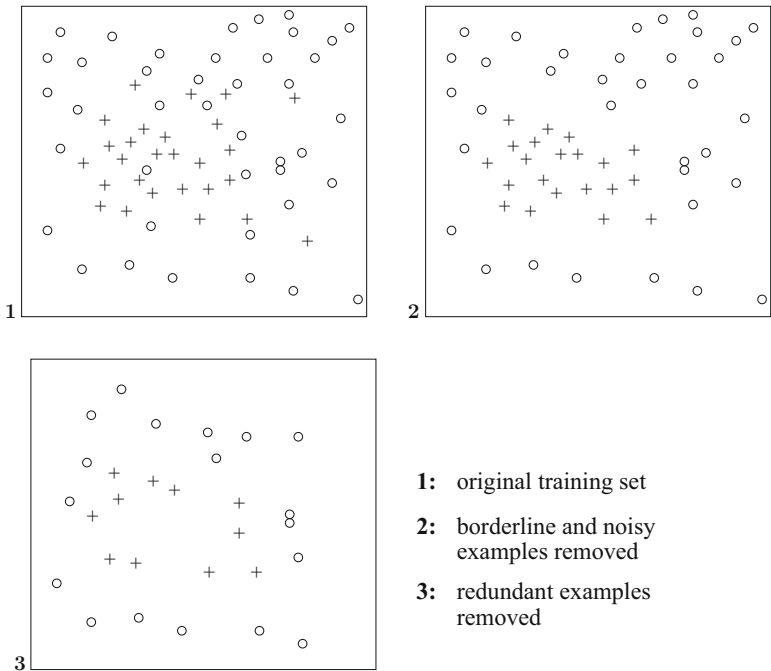 1
2
3
1: original training set
2: borderline and noisy
examples removed
3: redundant examples
removed